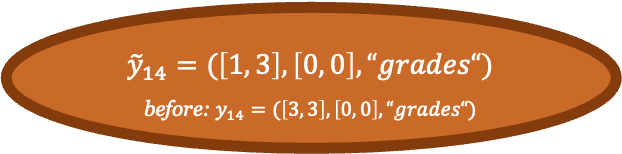 ỹ₁₄ = ([1, 3], [0, 0], “grades“)
before: y₁₄ = ([3, 3], [0, 0], “grades“)